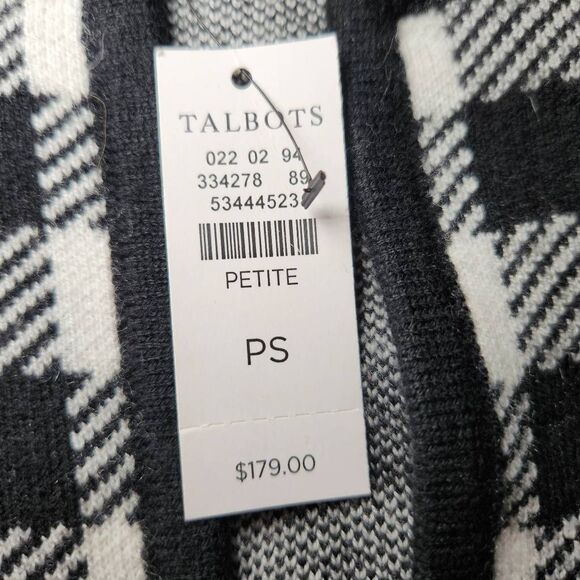 TALBOTS
022 02 94
334278 89
53444523
PETITE
PS
$179.00